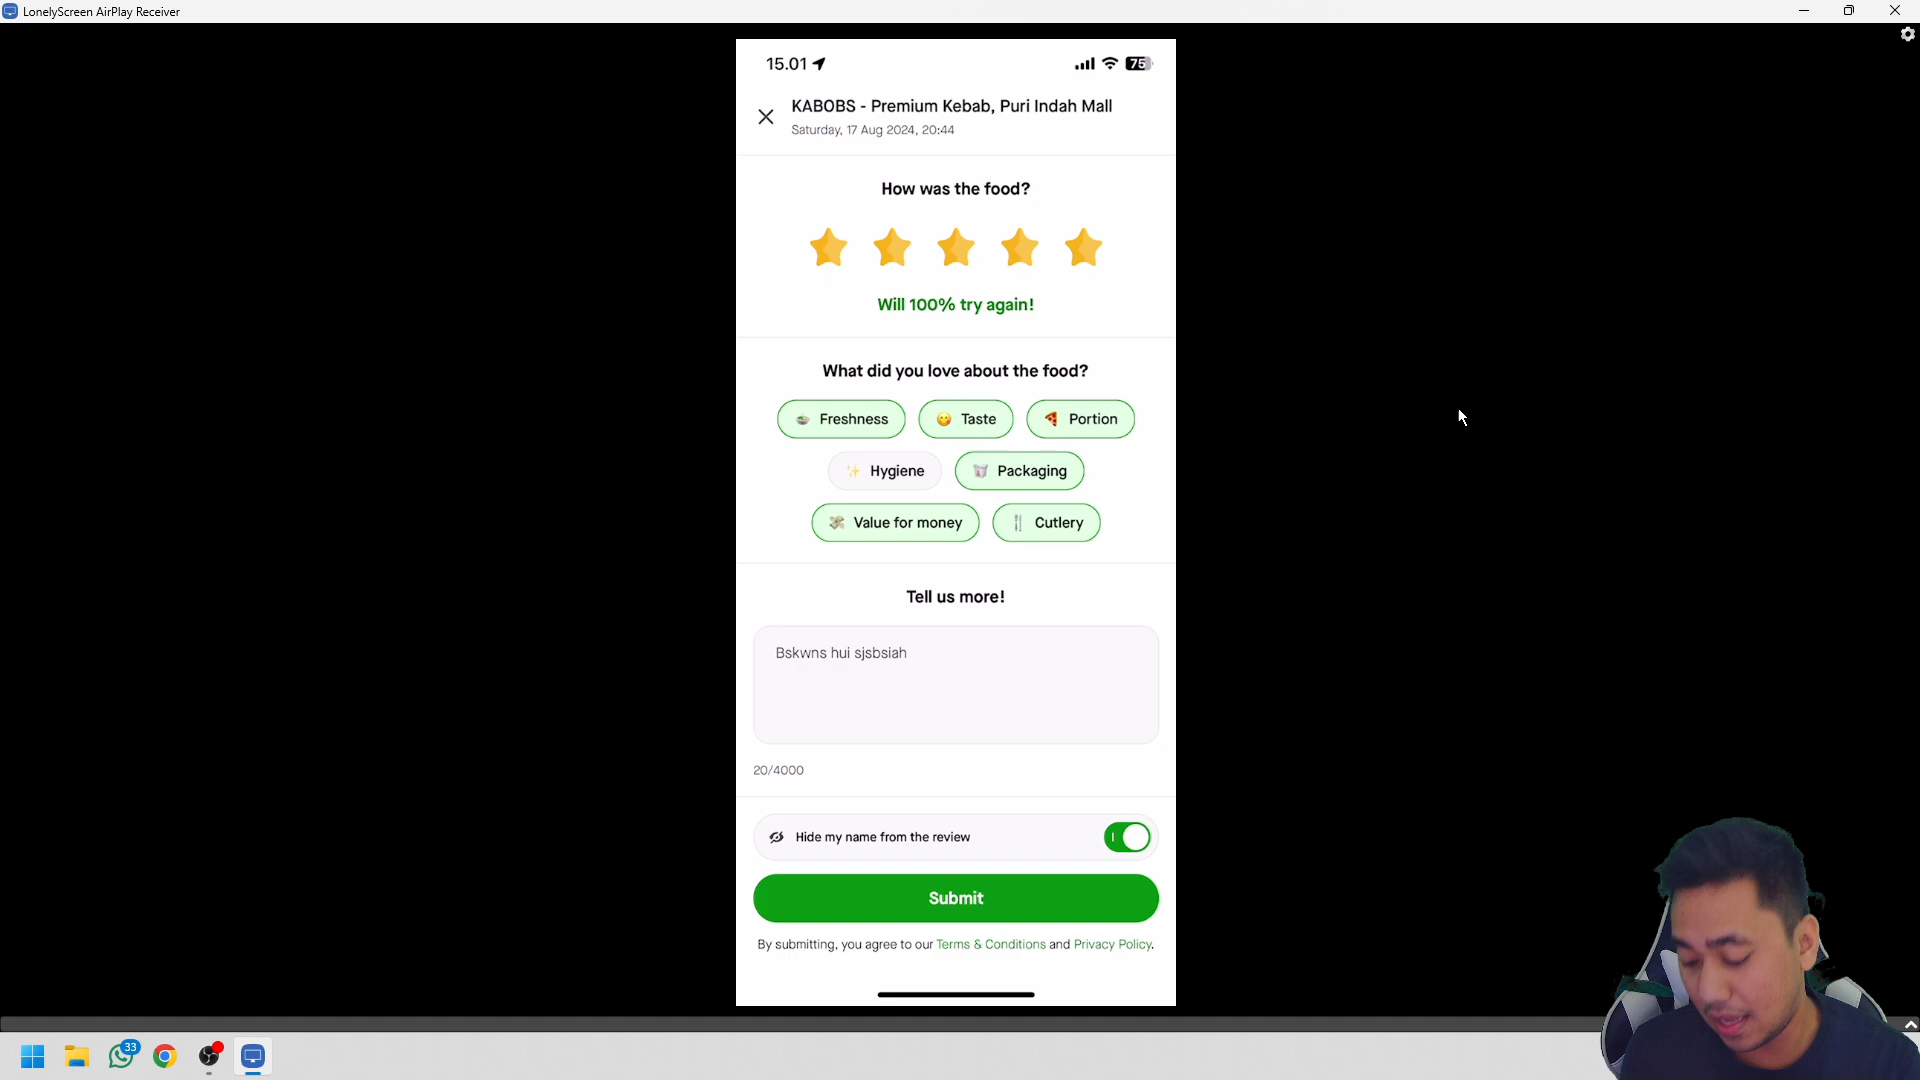 LonelyScreen AirPlay Receiver
15.01
75
KABOBS - Premium Kebab, Puri Indah Mall
Saturday, 17 Aug 2024, 20:44
How was the food?
Will 100% try again!
What did you love about the food?
Freshness
Taste
Portion
Hygiene
Packaging
Value for money
Cutlery
Tell us more!
Bskwns hui sjsbsiah
20/4000
Hide my name from the review
Submit
By submitting, you agree to our Terms & Conditions and Privacy Policy.
33